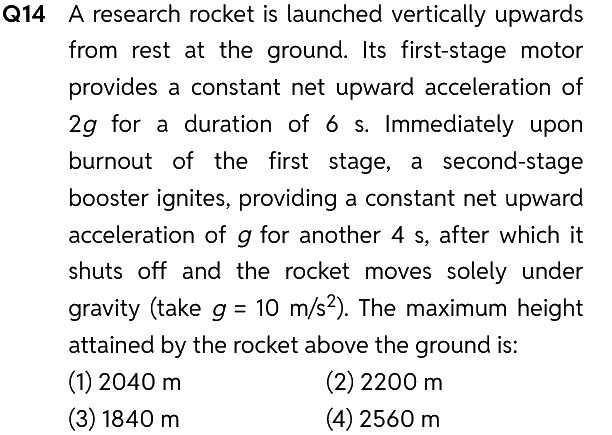 Q14 A research rocket is launched vertically upwards
from rest at the ground. Its first-stage motor
provides a constant net upward acceleration of
2g for a duration of 6 s. Immediately upon
burnout of the first stage, a second-stage
booster ignites, providing a constant net upward
acceleration of g for another 4 s, after which it
shuts off and the rocket moves solely under
gravity (take g = 10 m/s²). The maximum height
attained by the rocket above the ground is:
(1) 2040 m (2) 2200 m
(3) 1840 m (4) 2560 m